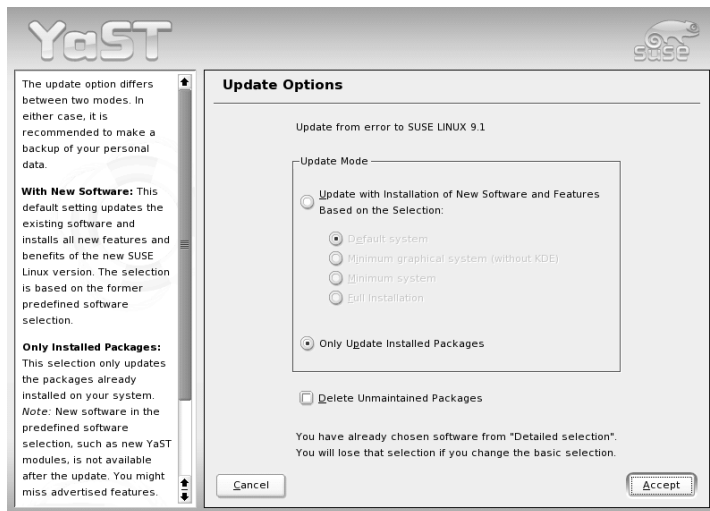 YaST
suse
The update option differs
between two modes. In
either case, it is
recommended to make a
backup of your personal
data.
With New Software: This
default setting updates the
existing software and
installs all new features and
benefits of the new SUSE
Linux version. The selection
is based on the former
predefined software
selection.
Only Installed Packages:
This selection only updates
the packages already
installed on your system.
Note: New software in the
predefined software
selection, such as new YaST
modules, is not available
after the update. You might
miss advertised features.
Update Options
Update from error to SUSE LINUX 9.1
Update Mode
Update with Installation of New Software and Features
Based on the Selection:
Default system
Minimum graphical system (without KDE)
Minimum system
Full Installation
Only Update Installed Packages
Delete Unmaintained Packages
You have already chosen software from "Detailed selection".
You will lose that selection if you change the basic selection.
Cancel
Accept